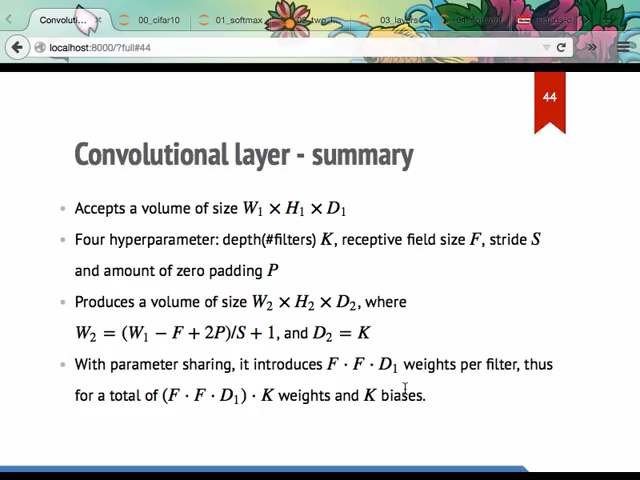 Convoluti...
00_cifar10
01_softmax
03_layers
localhost:8000/?full#44
44
Convolutional layer - summary
• Accepts a volume of size W₁ × H₁ × D₁
• Four hyperparameter: depth(#filters) K, receptive field size F, stride S
and amount of zero padding P
• Produces a volume of size W₂ × H₂ × D₂, where
W₂ = (W₁ − F + 2P)/S + 1, and D₂ = K
• With parameter sharing, it introduces F · F · D₁ weights per filter, thus
for a total of (F · F · D₁) · K weights and K biases.